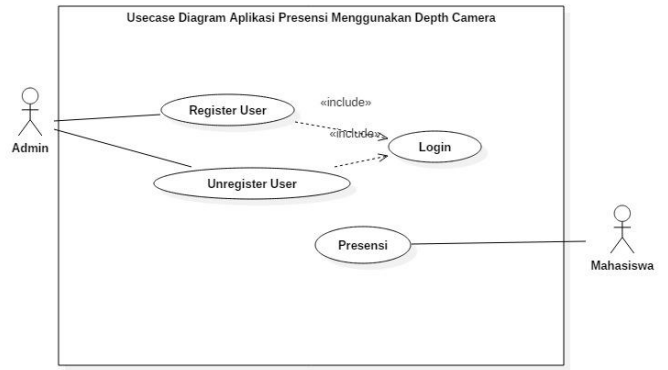 Usecase Diagram Aplikasi Presensi Menggunakan Depth Camera
«include»
Register User
«include»
Login
Admin
Unregister User
Presensi
Mahasiswa